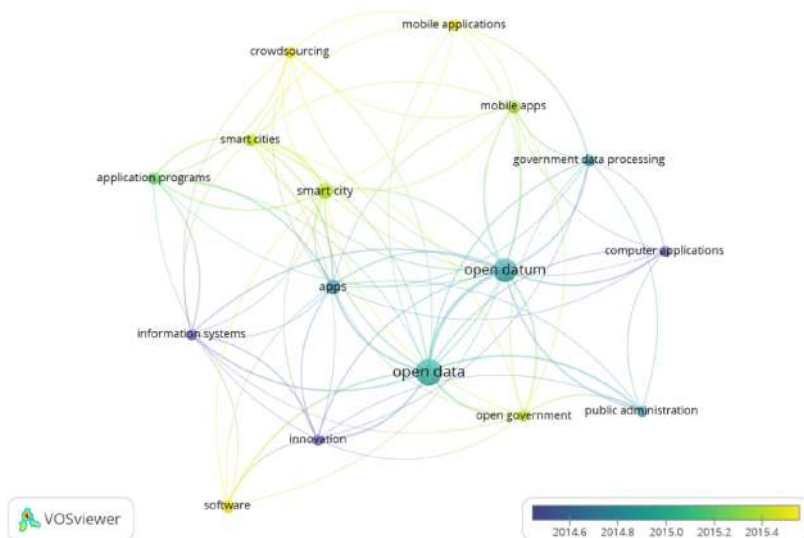 mobile applications
crowdsourcing
mobile apps
smart cities
government data processing
application programs
smart city
computer applications
open datum
apps
information systems
open data
public administration
open government
innovation
software
VOSviewer
2014.6 2014.8 2015.0 2015.2 2015.4